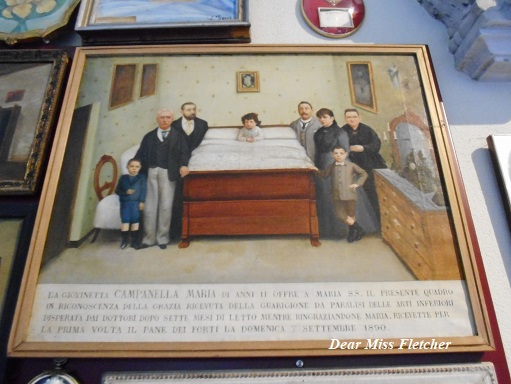 LA GIOVINETTA CAMPANELLA MARIA DI ANNI 11 OFFRE A MARIA SS. IL PRESENTE QUADRO
IN RICONOSCENZA DELLA GRAZIA RICEVUTA DELLA GUARIGIONE DA PARALISI DELLE ARTI INFERIORI
DISPERATA DAI DOTTORI DOPO SETTE MESI DI LETTO MENTRE RINGRAZIANDONE MARIA, RICEVETTE PER
LA PRIMA VOLTA IL PANE DEI FORTI LA DOMENICA 7 SETTEMBRE 1890
Dear Miss Fletcher